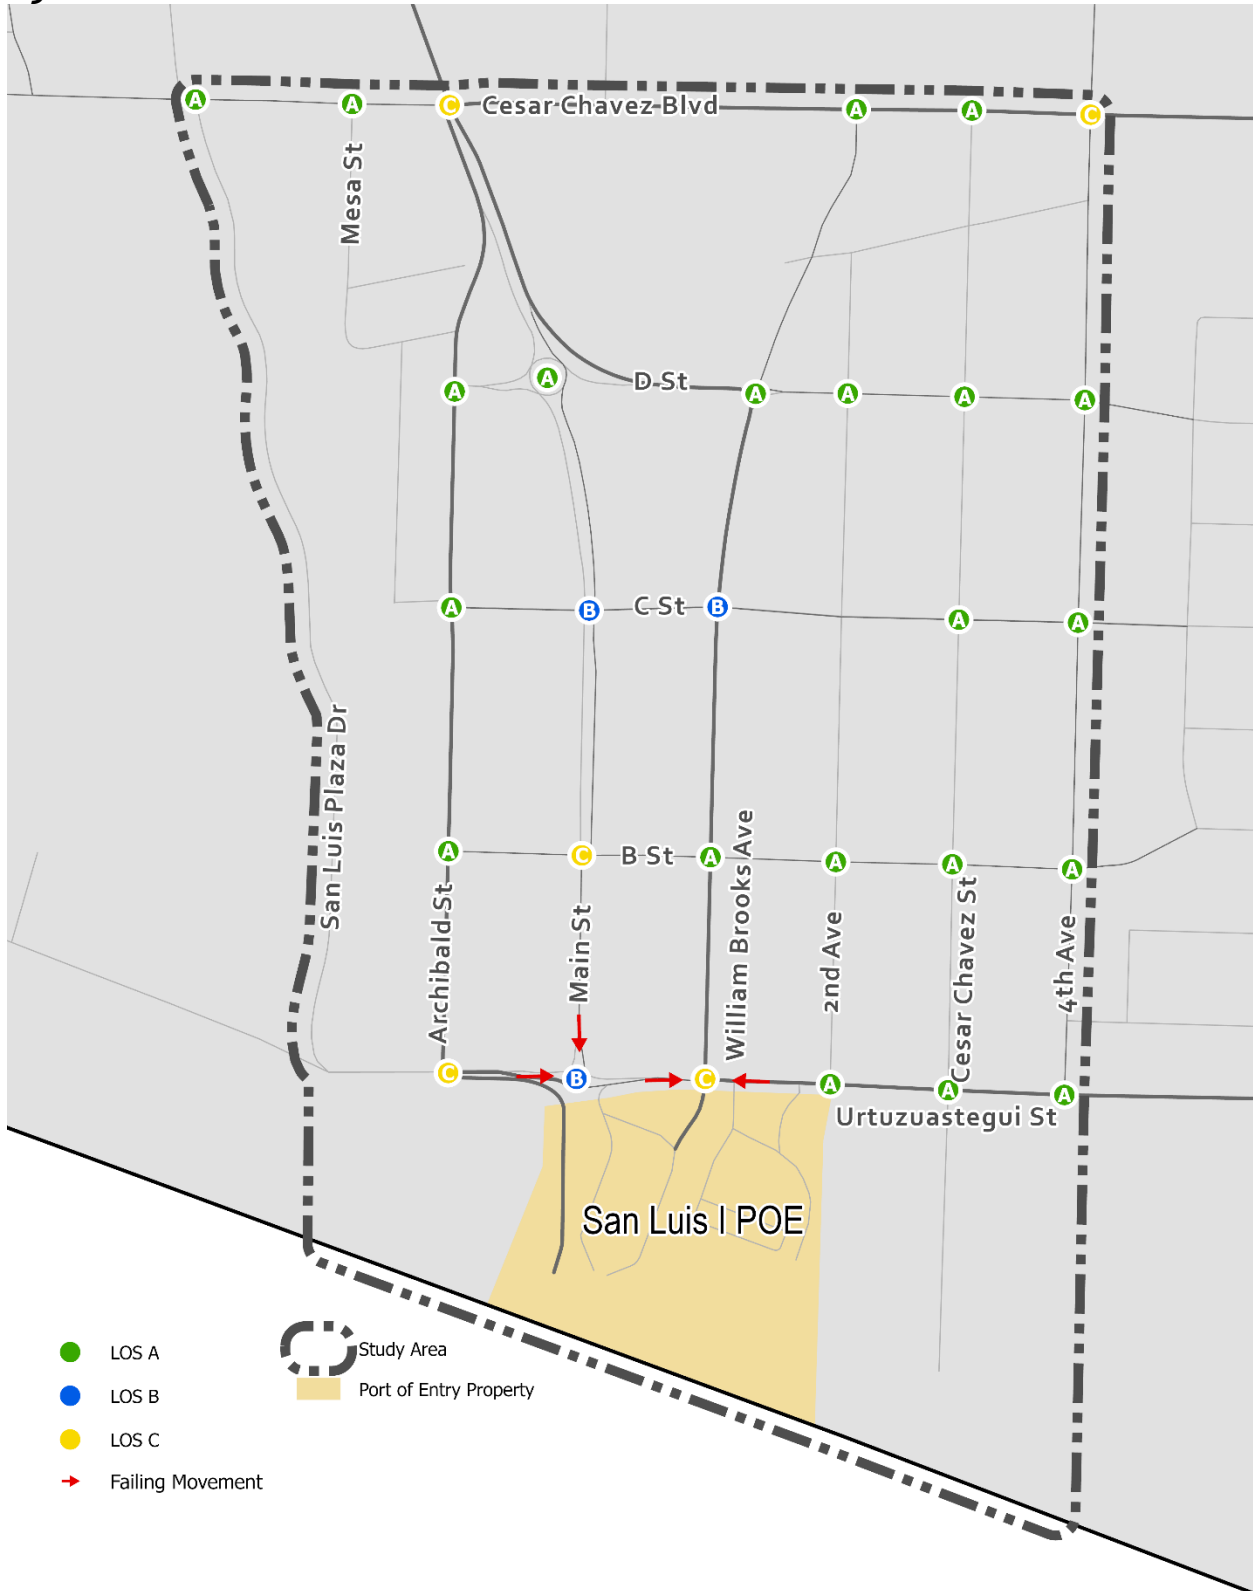 A
A
C
Cesar Chavez Blvd
A
A
C
Mesa St
A
A
D St
A
A
A
A
A
B
C St
B
A
A
San Luis Plaza Dr
A
C
B St
A
A
A
A
Archibald St
Main St
William Brooks Ave
2nd Ave
Cesar Chavez St
4th Ave
C
B
C
A
A
A
Urtuzuastegui St
San Luis I POE
LOS A
LOS B
LOS C
Failing Movement
Study Area
Port of Entry Property